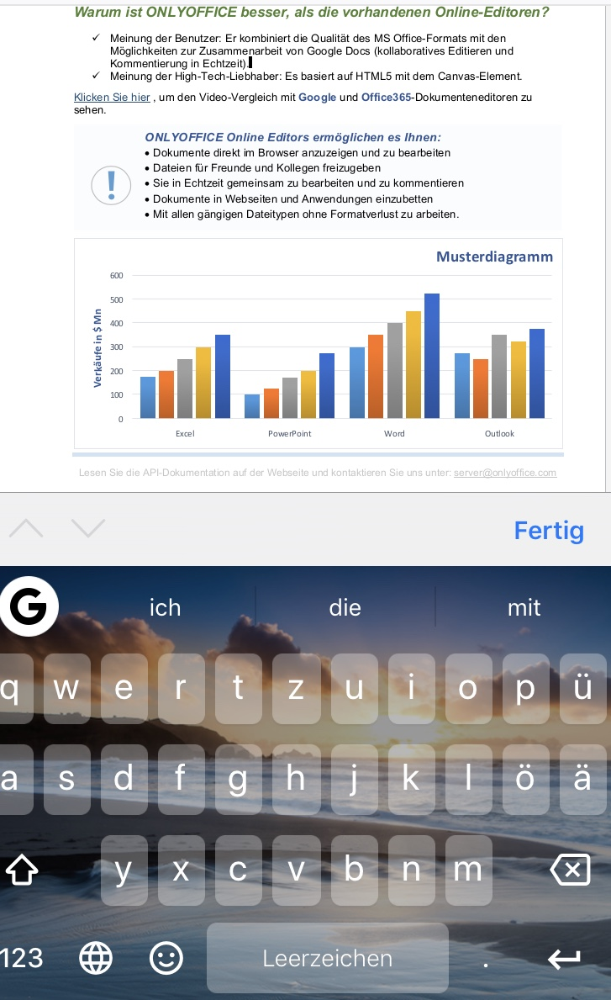 Warum ist ONLYOFFICE besser, als die vorhandenen Online-Editoren?
✓ Meinung der Benutzer: Er kombiniert die Qualität des MS Office-Formats mit den
Möglichkeiten zur Zusammenarbeit von Google Docs (kollaboratives Editieren und
Kommentierung in Echtzeit).
✓ Meinung der High-Tech-Liebhaber: Es basiert auf HTML5 mit dem Canvas-Element.
Klicken Sie hier , um den Video-Vergleich mit Google und Office365-Dokumenteneditoren zu
sehen.
ONLYOFFICE Online Editors ermöglichen es Ihnen:
• Dokumente direkt im Browser anzuzeigen und zu bearbeiten
• Dateien für Freunde und Kollegen freizugeben
• Sie in Echtzeit gemeinsam zu bearbeiten und zu kommentieren
• Dokumente in Webseiten und Anwendungen einzubetten
• Mit allen gängigen Dateitypen ohne Formatverlust zu arbeiten.
!
Musterdiagramm
Verkäufe in $ Mn
600
500
400
300
200
100
0
Excel PowerPoint Word Outlook
Lesen Sie die API-Dokumentation auf der Webseite und kontaktieren Sie uns unter: server@onlyoffice.com
Fertig
G ich die mit
q w e r t z u i o p ü
a s d f g h j k l ö ä
y x c v b n m
123 Leerzeichen .